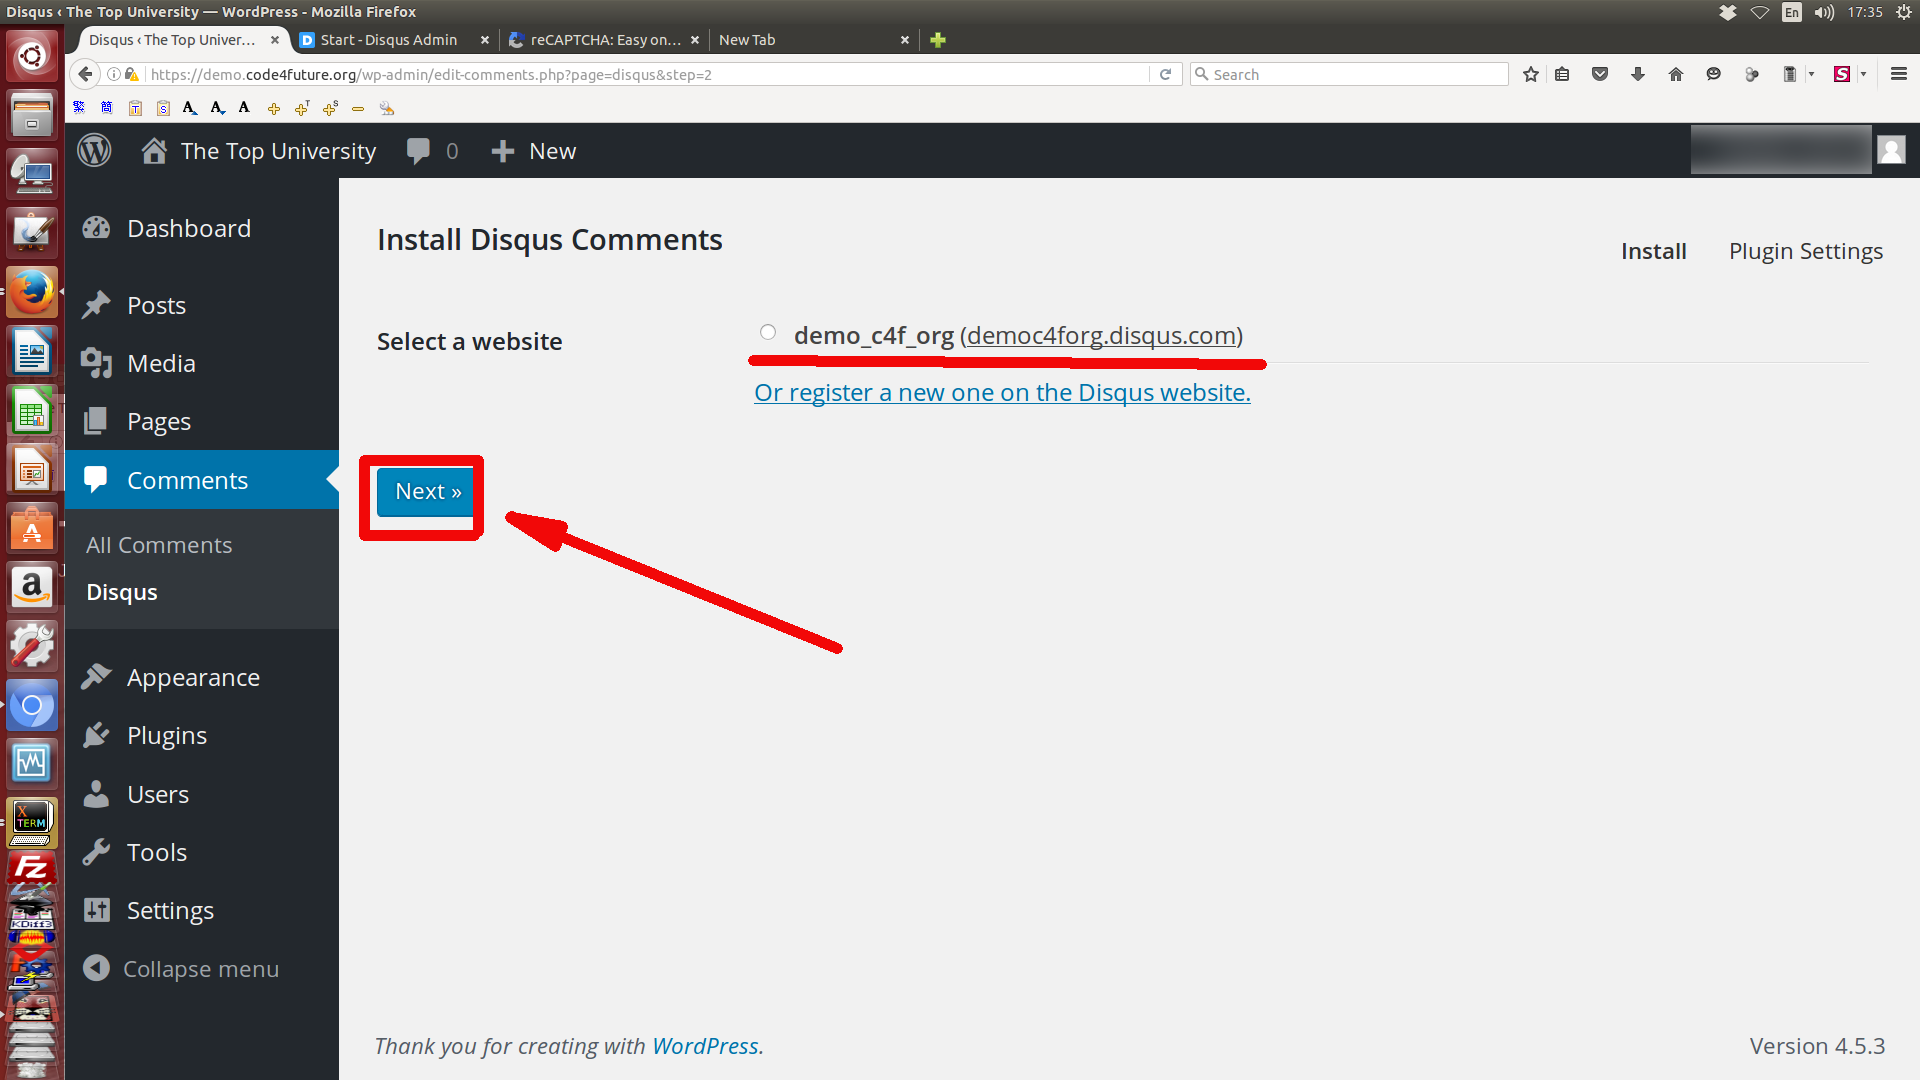 Disqus ‹ The Top University — WordPress - Mozilla Firefox
En 17:35
Disqus ‹ The Top Univer... × Start - Disqus Admin × reCAPTCHA: Easy on... × New Tab ×
https://demo.code4future.org/wp-admin/edit-comments.php?page=disqus&step=2
Search
The Top University 0 New
Dashboard
Posts
Media
Pages
Comments
All Comments
Disqus
Appearance
Plugins
Users
Tools
Settings
Collapse menu
Install Disqus Comments
Install Plugin Settings
Select a website
demo_c4f_org (democ4forg.disqus.com)
Or register a new one on the Disqus website.
Next »
Thank you for creating with WordPress.
Version 4.5.3
X
TERM
FZ
KDiff3